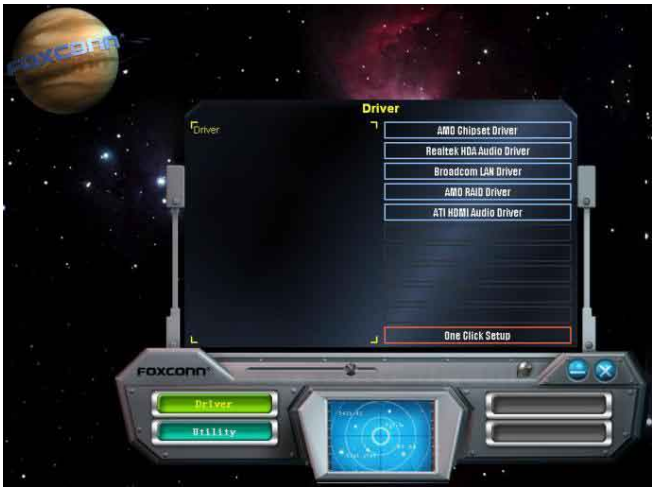 FOXCONN
Driver
Driver
AMD Chipset Driver
Realtek HDA Audio Driver
Broadcom LAN Driver
AMD RAID Driver
ATI HDMI Audio Driver
One Click Setup
FOXCONN
Driver
Utility